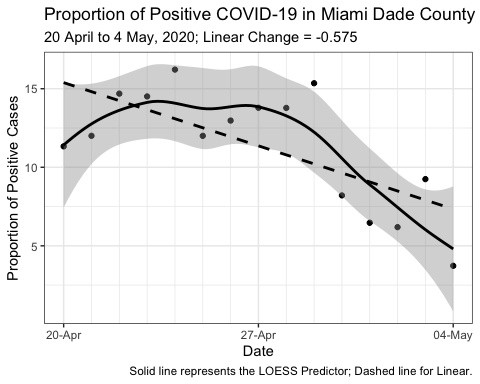 Proportion of Positive COVID-19 in Miami Dade County
20 April to 4 May, 2020; Linear Change = -0.575
Proportion of Positive Cases
15
10
5
20-Apr
27-Apr
04-May
Date
Solid line represents the LOESS Predictor; Dashed line for Linear.